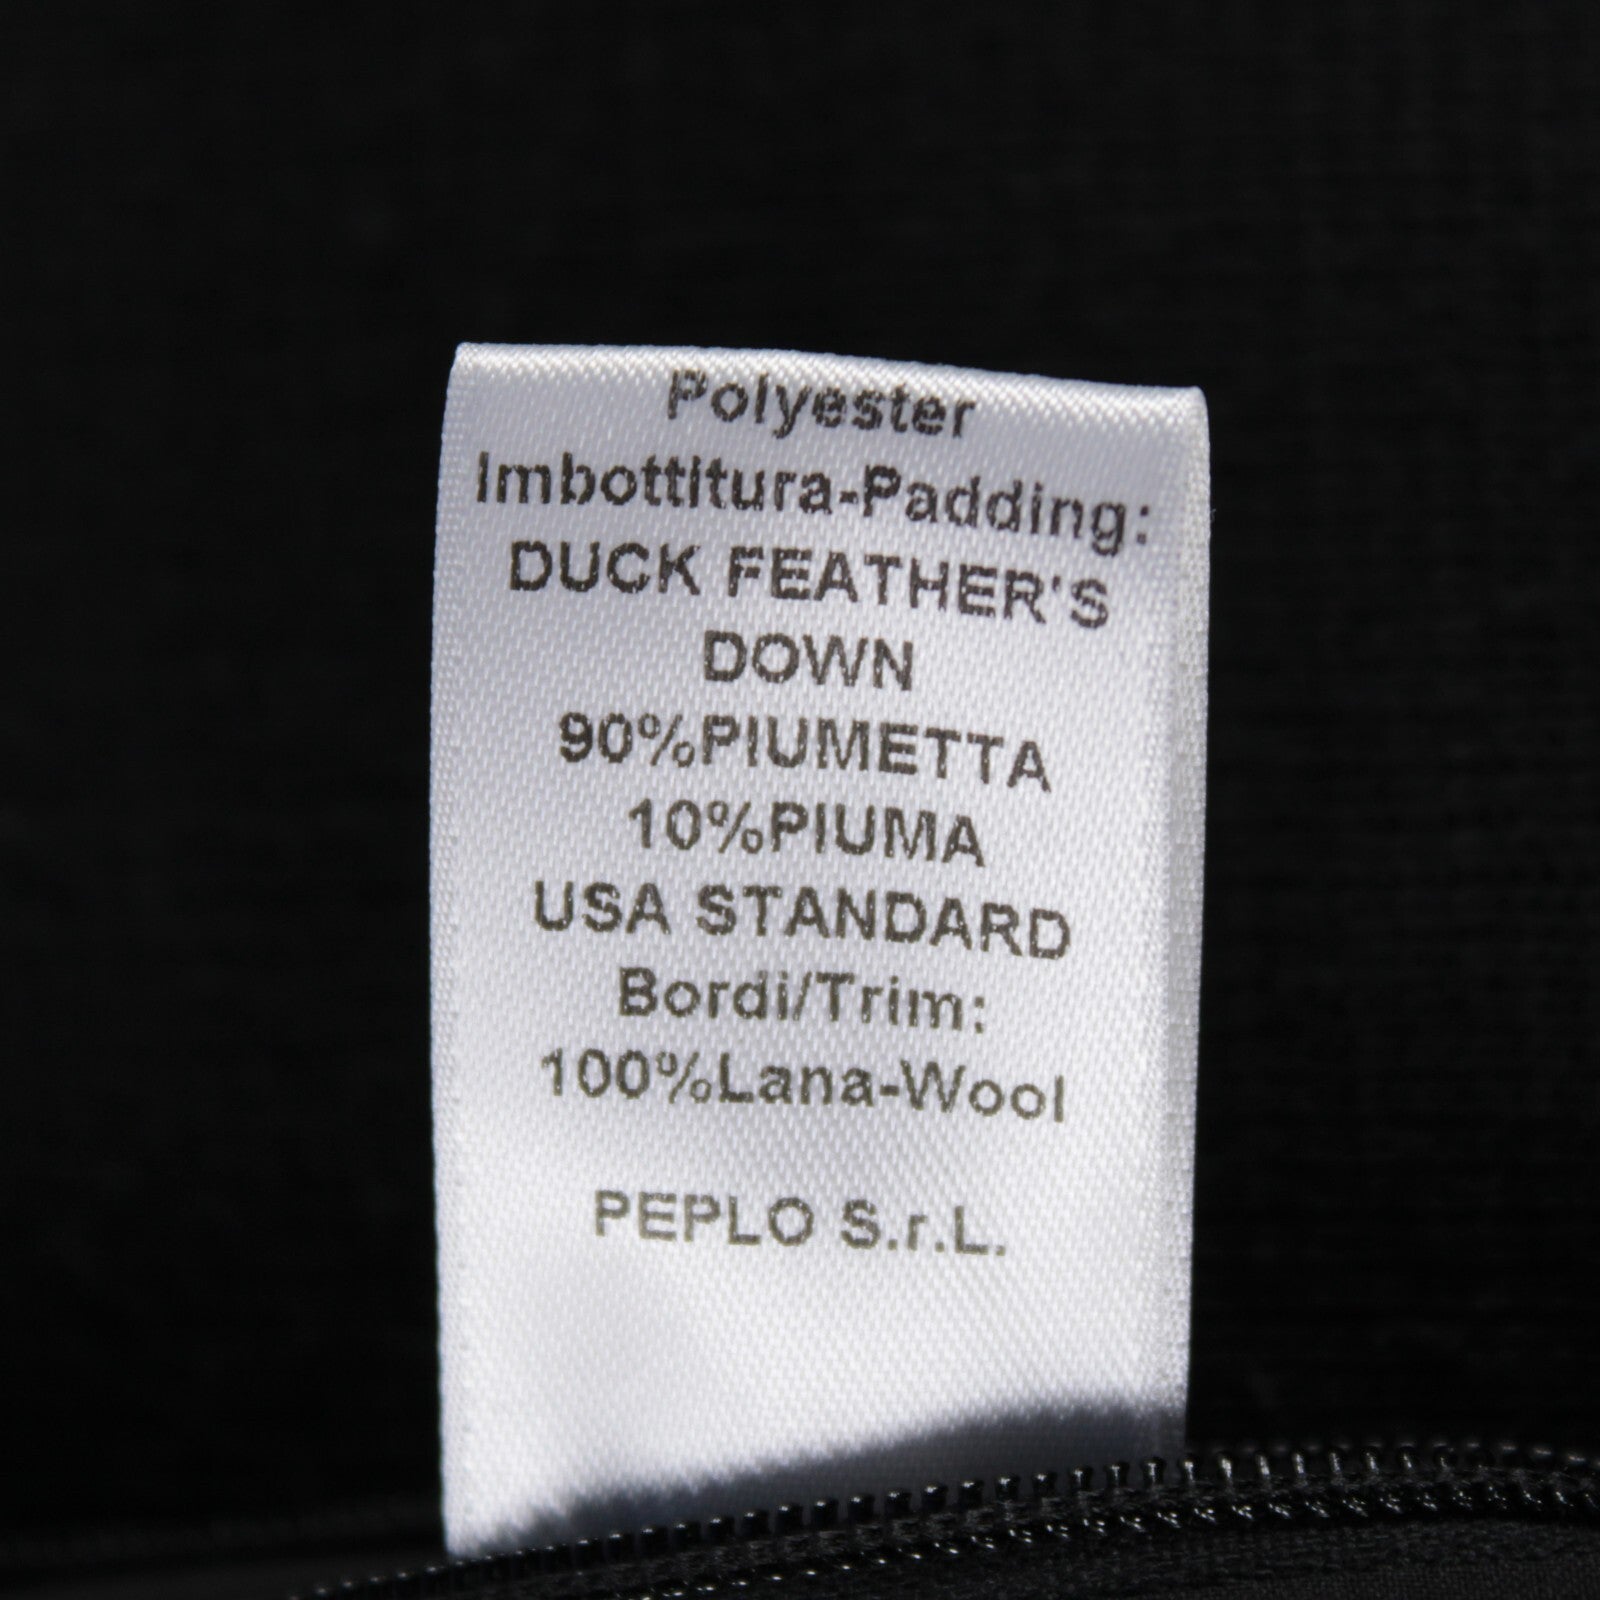 Polyester
Imbottitura-Padding:
DUCK FEATHER'S
DOWN
90%PIUMETTA
10%PIUMA
USA STANDARD
Bordi/Trim:
100%Lana-Wool
PEPLO S.r.L.